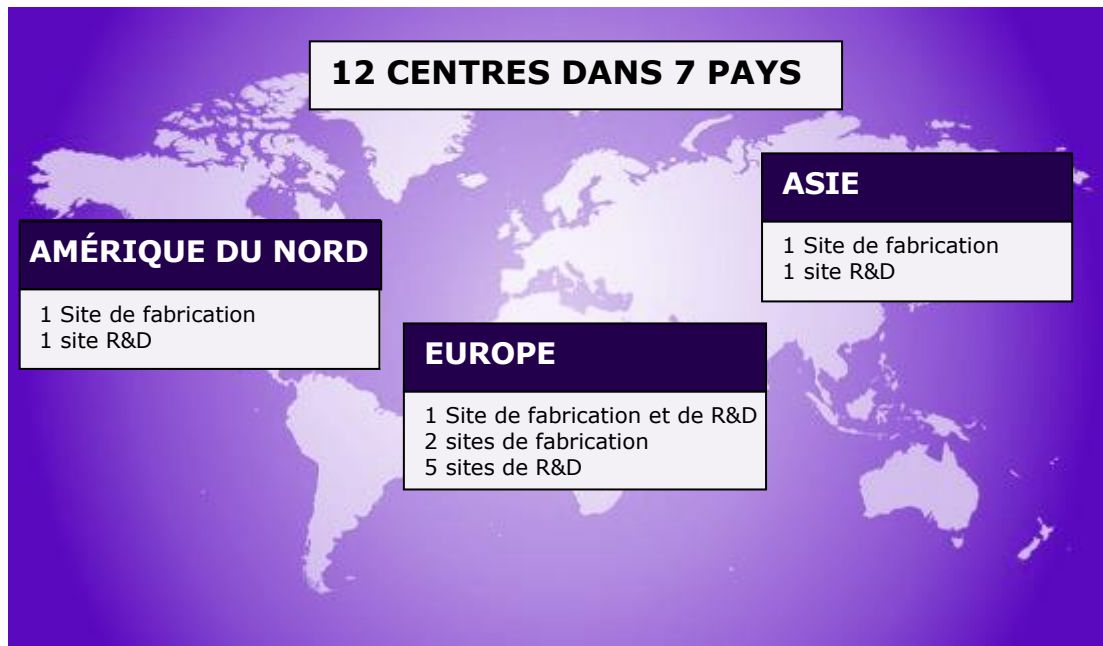 12 CENTRES DANS 7 PAYS
AMÉRIQUE DU NORD
1 Site de fabrication
1 site R&D
EUROPE
1 Site de fabrication et de R&D
2 sites de fabrication
5 sites de R&D
ASIE
1 Site de fabrication
1 site R&D